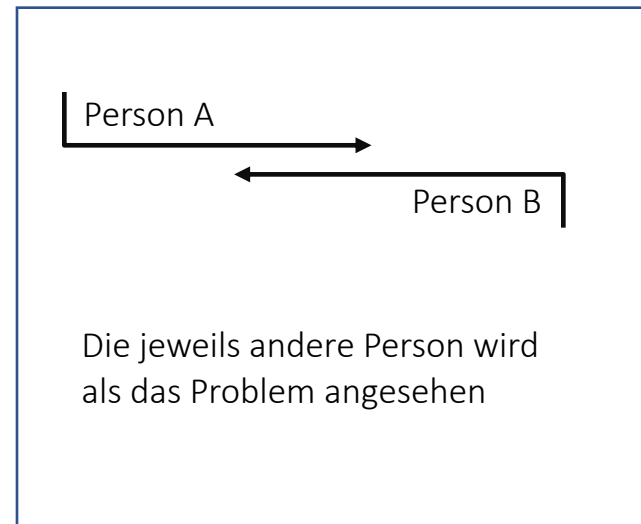 Person A
Person B
Die jeweils andere Person wird
als das Problem angesehen